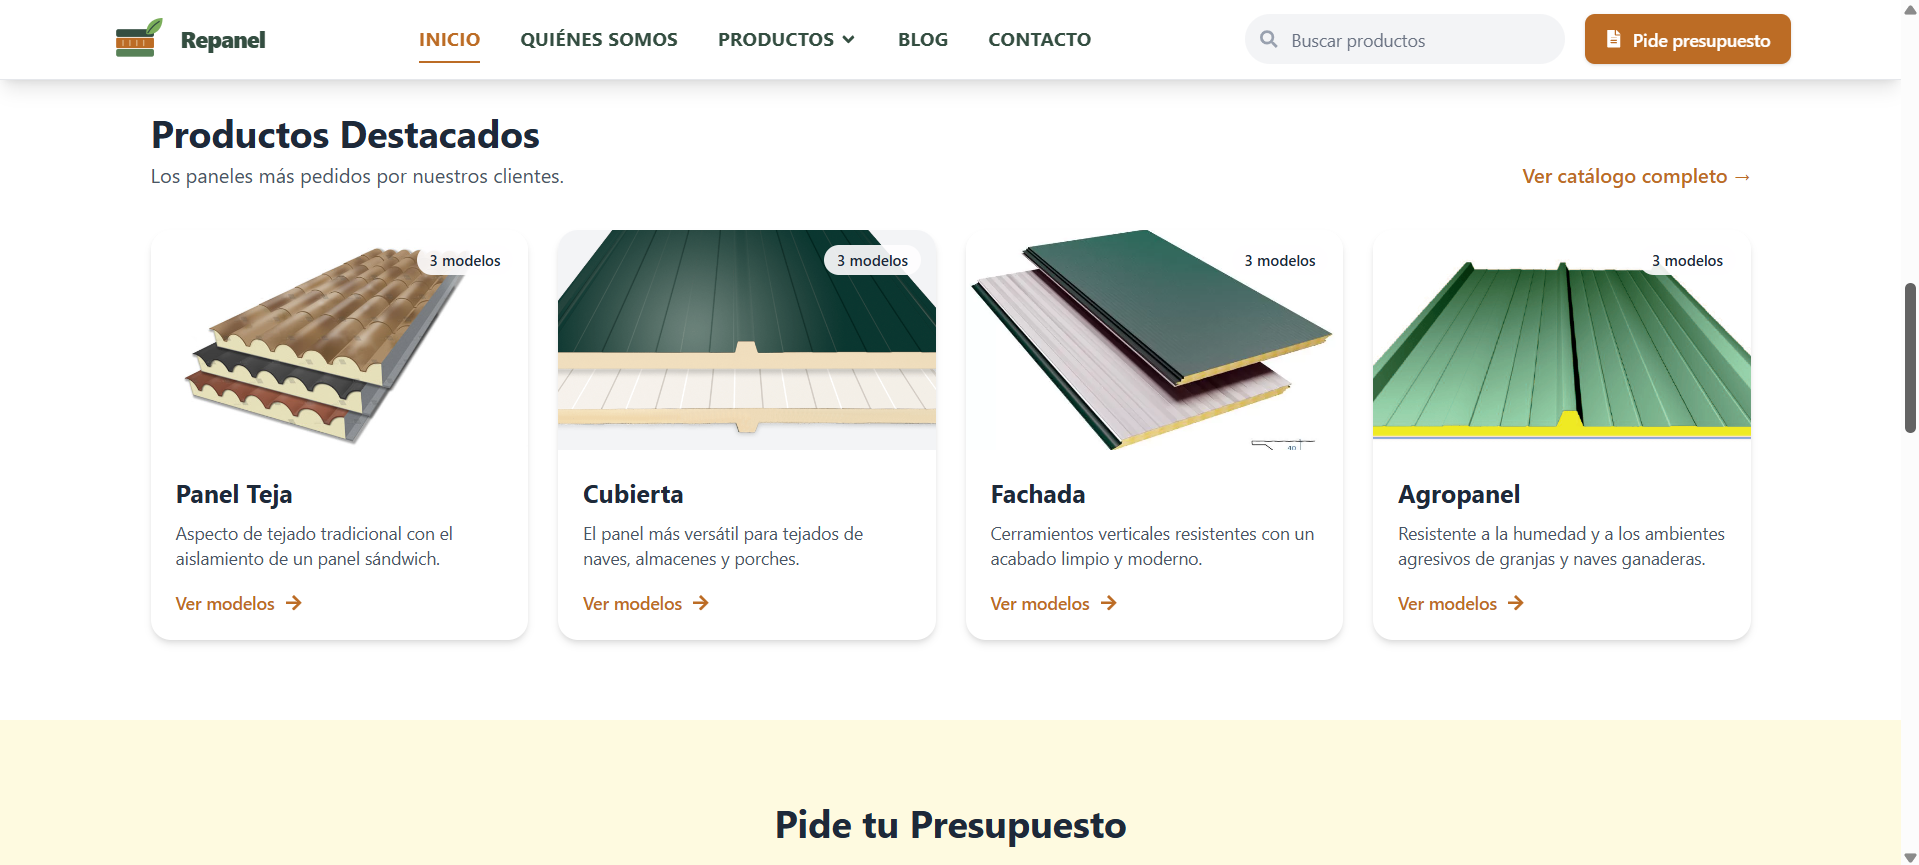 Repanel
INICIO
QUIÉNES SOMOS
PRODUCTOS
BLOG
CONTACTO
Buscar productos
Pide presupuesto
Productos Destacados
Los paneles más pedidos por nuestros clientes.
Ver catálogo completo →
3 modelos
Panel Teja
Aspecto de tejado tradicional con el
aislamiento de un panel sándwich.
Ver modelos →
3 modelos
Cubierta
El panel más versátil para tejados de
naves, almacenes y porches.
Ver modelos →
3 modelos
40
Fachada
Cerramientos verticales resistentes con un
acabado limpio y moderno.
Ver modelos →
3 modelos
Agropanel
Resistente a la humedad y a los ambientes
agresivos de granjas y naves ganaderas.
Ver modelos →
Pide tu Presupuesto